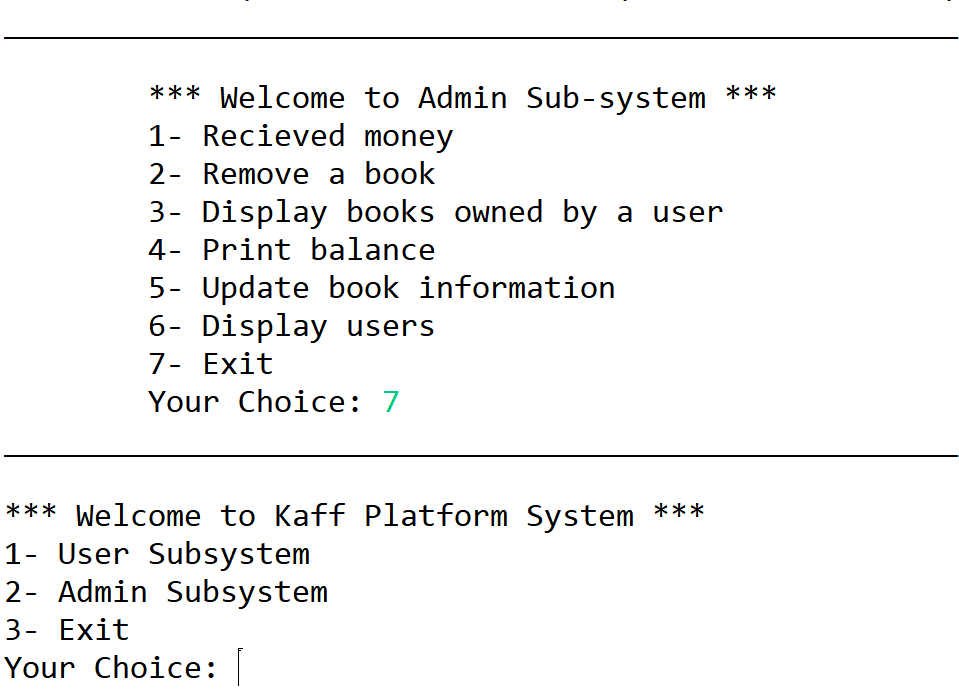 *** Welcome to Admin Sub-system ***
1- Recieved money
2- Remove a book
3- Display books owned by a user
4- Print balance
5- Update book information
6- Display users
7- Exit
Your Choice: 7
*** Welcome to Kaff Platform System ***
1- User Subsystem
2- Admin Subsystem
3- Exit
Your Choice: